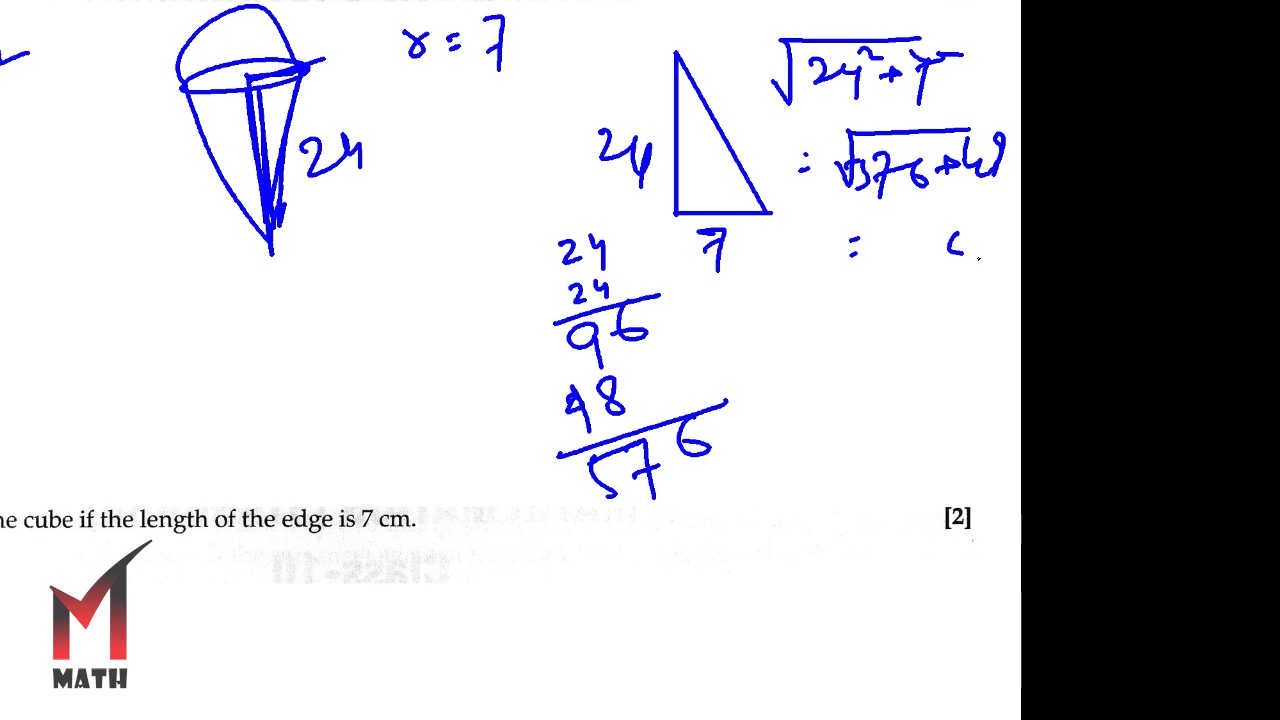 r = 7
√24² + 7²
24
24
= √576 + 49
7
=
24
24
96
48
576
he cube if the length of the edge is 7 cm. [2]
MATH